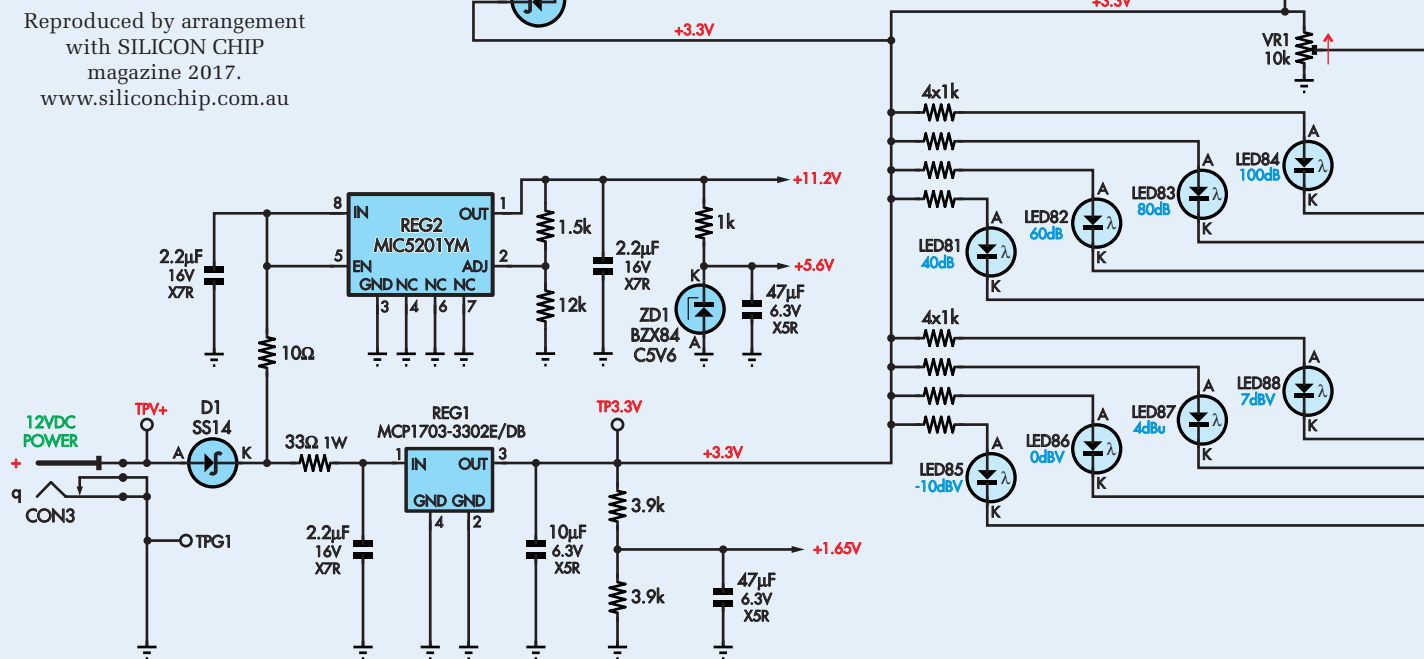 Reproduced by arrangement
with SILICON CHIP
magazine 2017.
www.siliconchip.com.au
+3.3V
+3.3V
VR1
10k
4x1k
A
LED84
100dB
λ
K
A
LED83
80dB
λ
K
A
LED82
60dB
λ
K
A
LED81
40dB
λ
K
+11.2V
8
IN
OUT
1
REG2
MIC5201YM
5
EN
ADJ
2
GND
NC
NC
NC
3
4
6
7
2.2µF
16V
X7R
1.5k
12k
2.2µF
16V
X7R
1k
+5.6V
K
ZD1
BZX84
C5V6
A
47µF
6.3V
X5R
10Ω
4x1k
A
LED88
7dBV
λ
K
A
LED87
4dBu
λ
K
A
LED86
0dBV
λ
K
A
LED85
-10dBV
λ
K
12VDC
POWER
TPV+
D1
SS14
A
K
+
q
CON3
TPG1
33Ω 1W
REG1
MCP1703-3302E/DB
1
IN
OUT
3
GND
GND
4
2
2.2µF
16V
X7R
10µF
6.3V
X5R
TP3.3V
+3.3V
3.9k
+1.65V
3.9k
47µF
6.3V
X5R